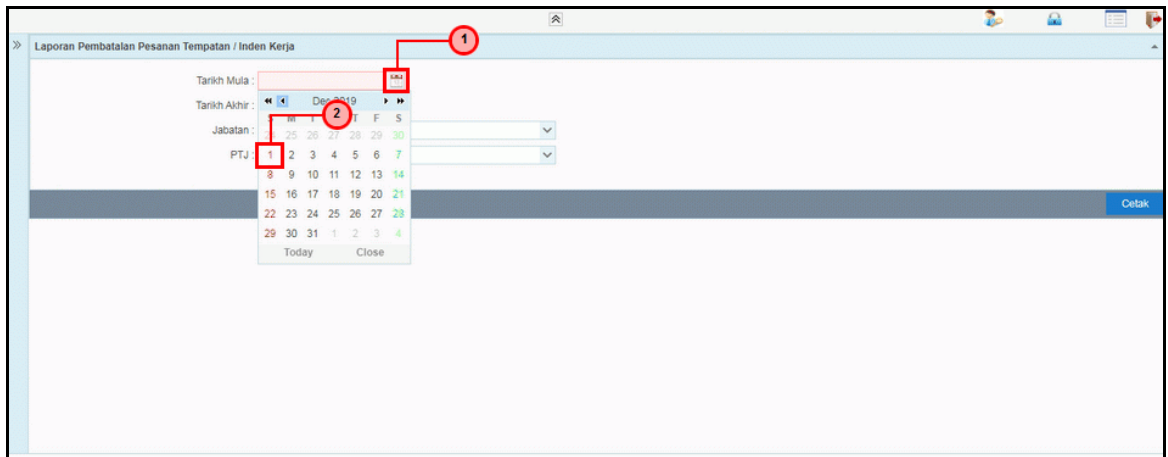 Laporan Pembatalan Pesanan Tempatan / Inden Kerja
1
Tarikh Mula :
Tarikh Akhir :
Dec 2019
2
Jabatan :
25 26 27 28 29 30
PTJ :
1 2 3 4 5 6 7
8 9 10 11 12 13 14
15 16 17 18 19 20 21
22 23 24 25 26 27 28
29 30 31 1 2 3 4
Today Close
Cetak